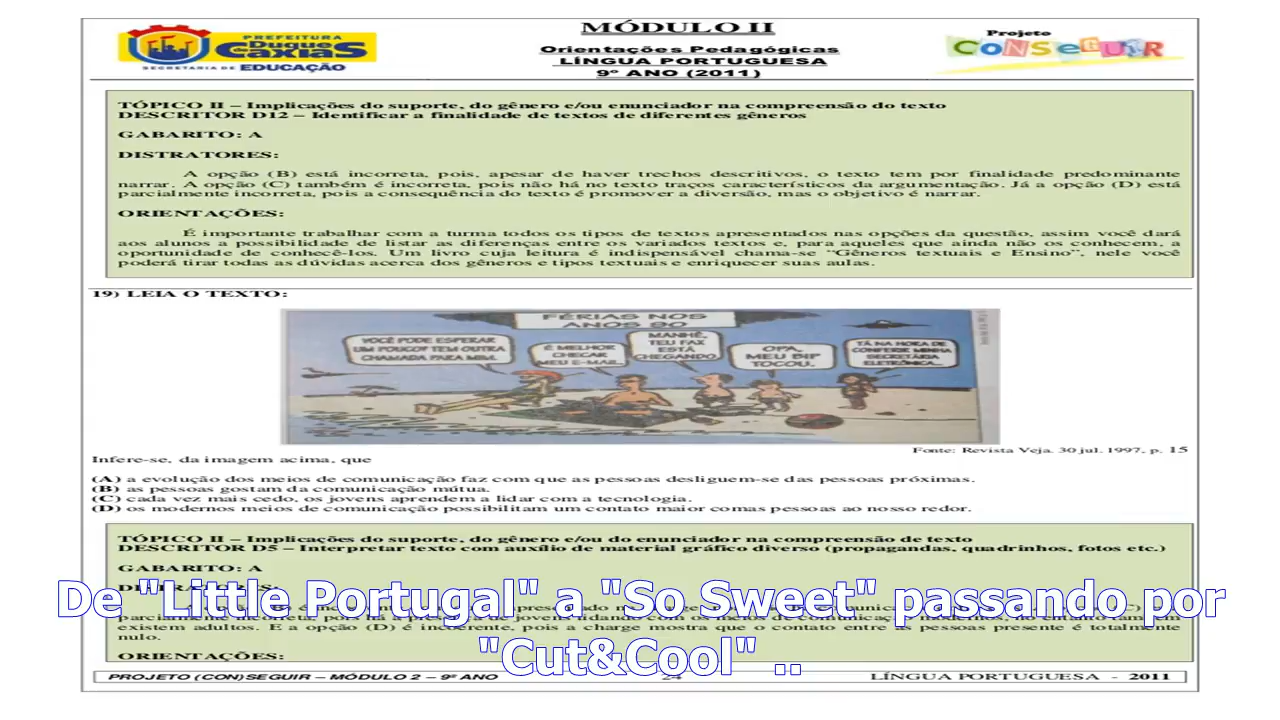 PREFEITURA
Duque de
CAXIAS
SECRETARIA DE EDUCAÇÃO
MÓDULO II
Orientações Pedagógicas
LÍNGUA PORTUGUESA
9º ANO (2011)
Projeto
CONSEGUIR
TÓPICO II – Implicações do suporte, do gênero e/ou enunciador na compreensão do texto
DESCRITOR D12 – Identificar a finalidade de textos de diferentes gêneros
GABARITO: A
DISTRATORES:
A opção (B) está incorreta, pois, apesar de haver trechos descritivos, o texto tem por finalidade predominante
narrar. A opção (C) também é incorreta, pois não há no texto traços característicos da argumentação. Já a opção (D) está
parcialmente incorreta, pois a consequência do texto é promover a diversão, mas o objetivo é narrar.
ORIENTAÇÕES:
É importante trabalhar com a turma todos os tipos de textos apresentados nas opções da questão, assim você dará
aos alunos a possibilidade de listar as diferenças entre os variados textos e, para aqueles que ainda não os conhecem, a
oportunidade de conhecê-los. Um livro cuja leitura é indispensável chama-se “Gêneros textuais e Ensino”, nele você
poderá tirar todas as dúvidas acerca dos gêneros e tipos textuais e enriquecer suas aulas.
19) LEIA O TEXTO:
FÉRIAS NOS
ANOS 90
VOCÊ PODE ESPERAR
UM POUCO? TEM OUTRA
CHAMADA PARA MIM.
É MELHOR
CHECAR
MEU E-MAIL.
MANHÊ,
TEU FAX
ESTÁ
CHEGANDO
OPA,
MEU BIP
TOCOU.
TÁ NA HORA DE
CONFERIR MINHA
SECRETÁRIA
ELETRÔNICA...
Fonte: Revista Veja. 30 jul. 1997, p. 15
Infere-se, da imagem acima, que
(A) a evolução dos meios de comunicação faz com que as pessoas desliguem-se das pessoas próximas.
(B) as pessoas gostam da comunicação mútua.
(C) cada vez mais cedo, os jovens aprendem a lidar com a tecnologia.
(D) os modernos meios de comunicação possibilitam um contato maior com as pessoas ao nosso redor.
TÓPICO II – Implicações do suporte, do gênero e/ou do enunciador na compreensão de texto
DESCRITOR D5 – Interpretar texto com auxílio de material gráfico diverso (propagandas, quadrinhos, fotos etc.)
GABARITO: A
De "Little Portugal" a "So Sweet" passando por
"Cut&Cool" ..
existem adultos. E a opção (D) é incoerente, pois a charge mostra que o contato entre as pessoas presente é totalmente
nulo.
ORIENTAÇÕES:
PROJETO (CON)SEGUIR – MÓDULO 2 – 9º ANO
24
LÍNGUA PORTUGUESA - 2011